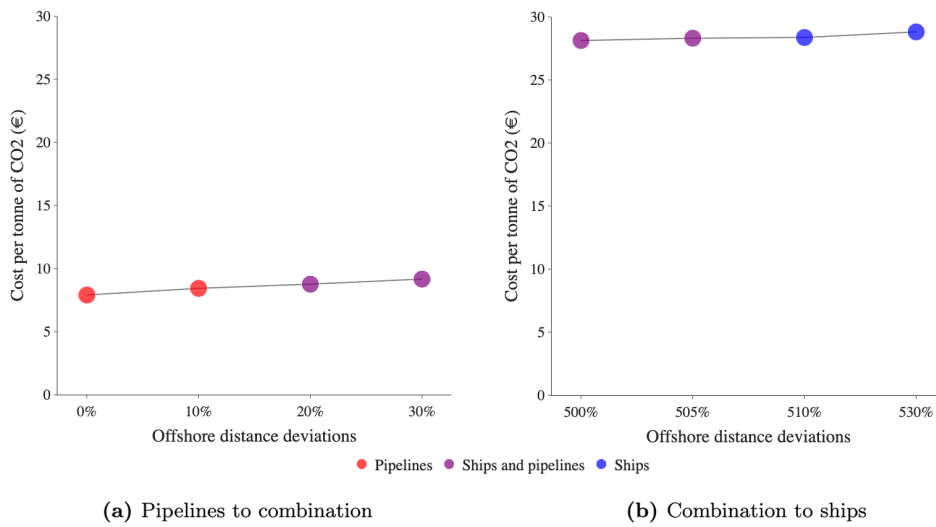 30
25
20
15
10
5
0
Cost per tonne of CO2 (€)
0% 10% 20% 30%
Offshore distance deviations
30
25
20
15
10
5
0
Cost per tonne of CO2 (€)
500% 505% 510% 530%
Offshore distance deviations
Pipelines Ships and pipelines Ships
(a) Pipelines to combination
(b) Combination to ships